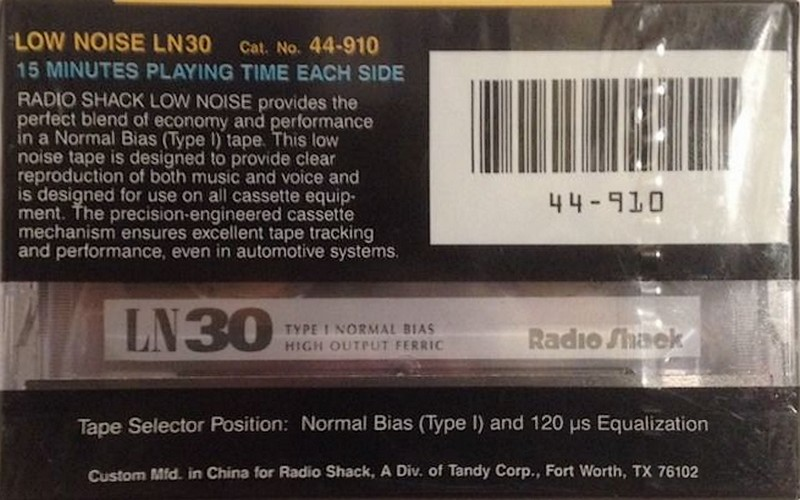 LOW NOISE LN30 Cat. No. 44-910
15 MINUTES PLAYING TIME EACH SIDE
RADIO SHACK LOW NOISE provides the
perfect blend of economy and performance
in a Normal Bias (Type I) tape. This low
noise tape is designed to provide clear
reproduction of both music and voice and
is designed for use on all cassette equip-
ment. The precision-engineered cassette
mechanism ensures excellent tape tracking
and performance, even in automotive systems.
44-910
LN30 TYPE I NORMAL BIAS
HIGH OUTPUT FERRIC
Radio Shack
Tape Selector Position: Normal Bias (Type I) and 120 µs Equalization
Custom Mfd. in China for Radio Shack, A Div. of Tandy Corp., Fort Worth, TX 76102